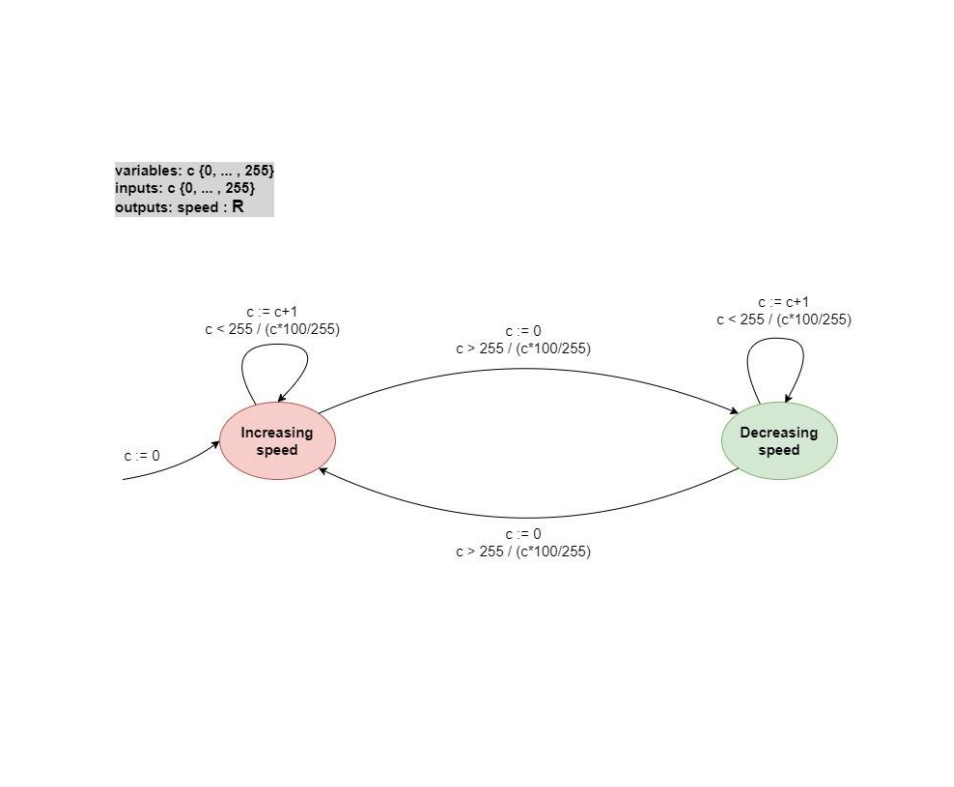 variables: c {0, ... , 255}
inputs: c {0, ... , 255}
outputs: speed : R
c := c+1
c < 255 / (c*100/255)
c := 0
c > 255 / (c*100/255)
c := c+1
c < 255 / (c*100/255)
Increasing
speed
Decreasing
speed
c := 0
c := 0
c > 255 / (c*100/255)